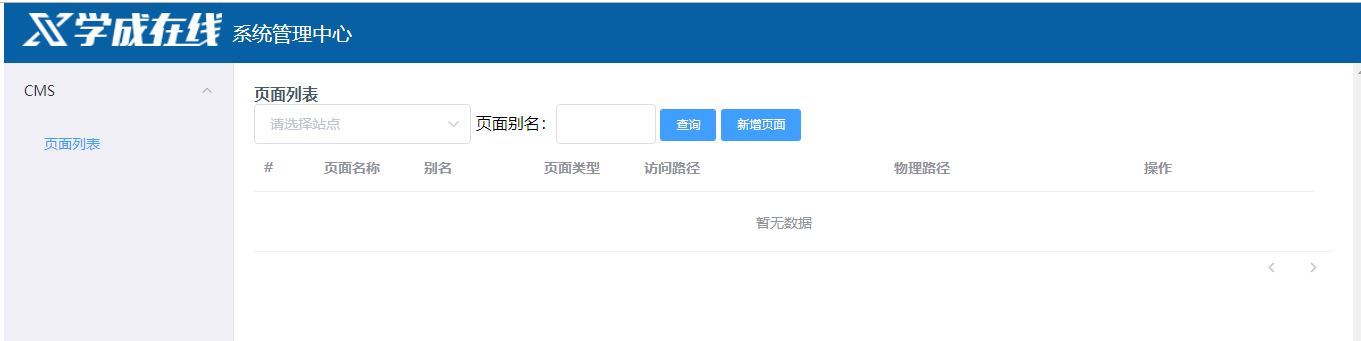 X学成在线 系统管理中心
CMS
页面列表
页面列表
请选择站点 页面别名： 查询 新增页面
# 页面名称 别名 页面类型 访问路径 物理路径 操作
暂无数据